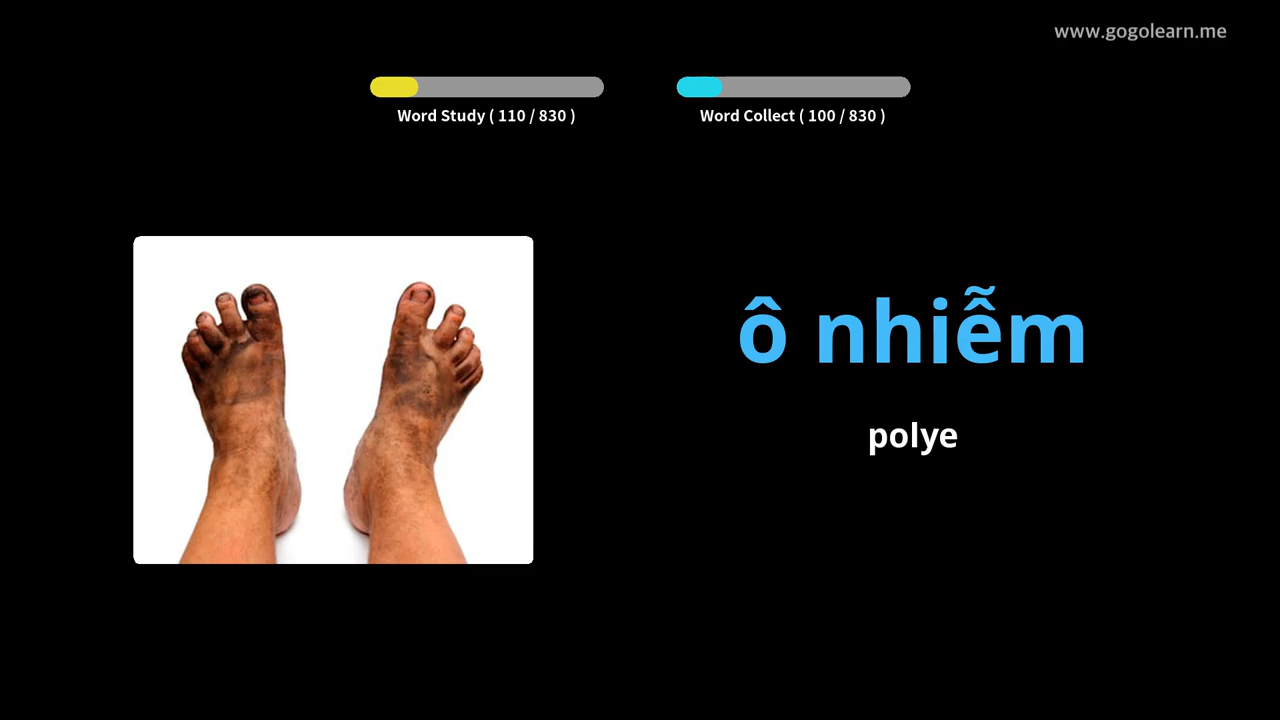 www.gogolearn.me
Word Study ( 110 / 830 )
Word Collect ( 100 / 830 )
ô nhiễm
polye